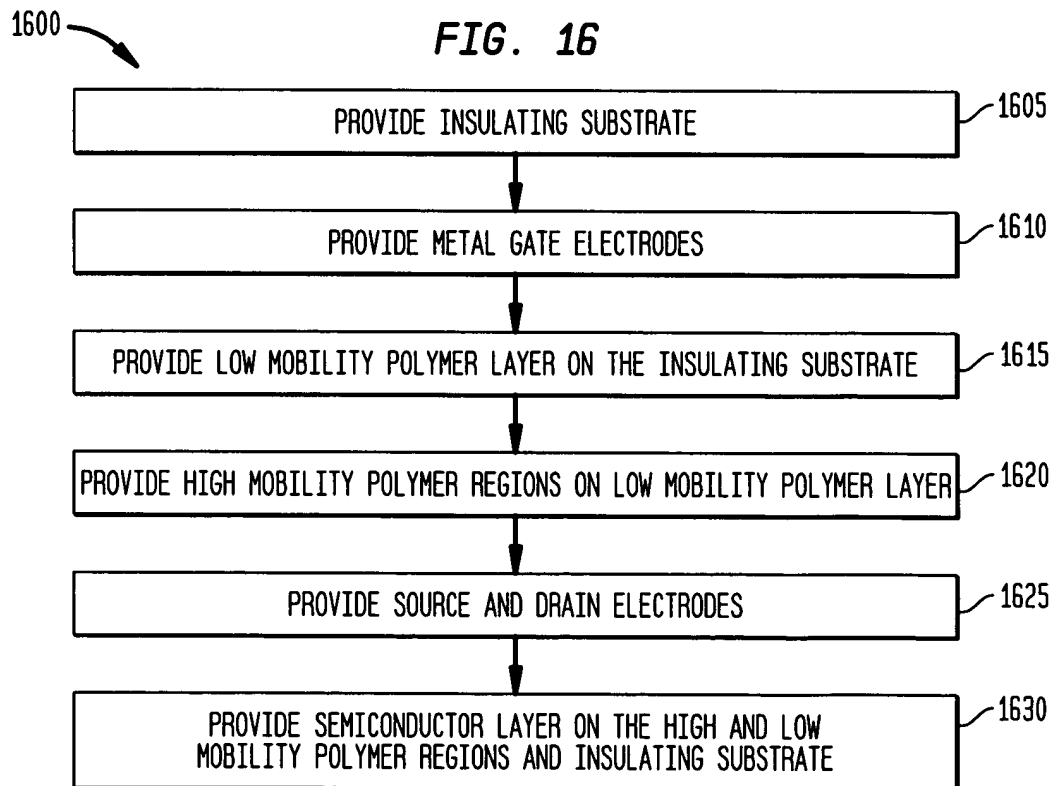 1600
FIG. 16
PROVIDE INSULATING SUBSTRATE
1605
PROVIDE METAL GATE ELECTRODES
1610
PROVIDE LOW MOBILITY POLYMER LAYER ON THE INSULATING SUBSTRATE
1615
PROVIDE HIGH MOBILITY POLYMER REGIONS ON LOW MOBILITY POLYMER LAYER
1620
PROVIDE SOURCE AND DRAIN ELECTRODES
1625
PROVIDE SEMICONDUCTOR LAYER ON THE HIGH AND LOW
MOBILITY POLYMER REGIONS AND INSULATING SUBSTRATE
1630